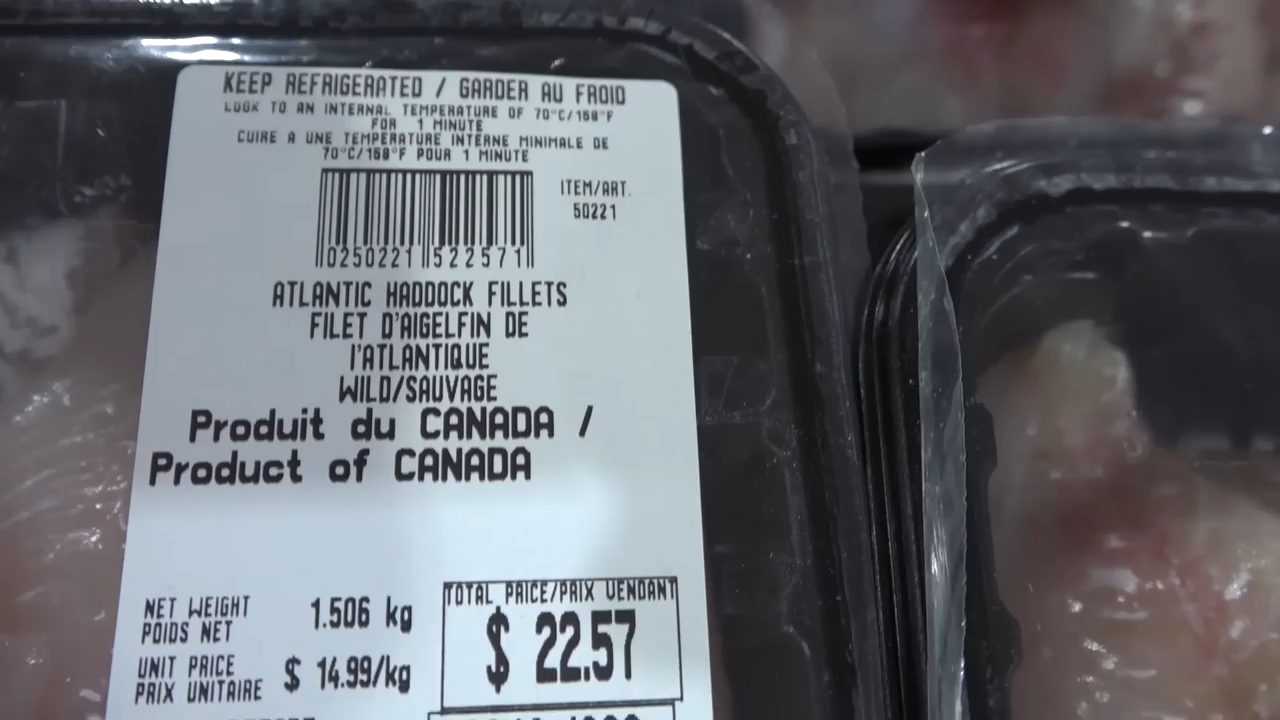 KEEP REFRIGERATED / GARDER AU FROID
COOK TO AN INTERNAL TEMPERATURE OF 70°C/158°F
FOR 1 MINUTE
CUIRE A UNE TEMPERATURE INTERNE MINIMALE DE
70°C/158°F POUR 1 MINUTE
ITEM/ART.
50221
0250221 522571
ATLANTIC HADDOCK FILLETS
FILET D'AIGELFIN DE
l'ATLANTIQUE
WILD/SAUVAGE
Produit du CANADA /
Product of CANADA
NET WEIGHT
POIDS NET
1.506 kg
UNIT PRICE
PRIX UNITAIRE
$ 14.99/kg
TOTAL PRICE/PRIX VENDANT
$ 22.57